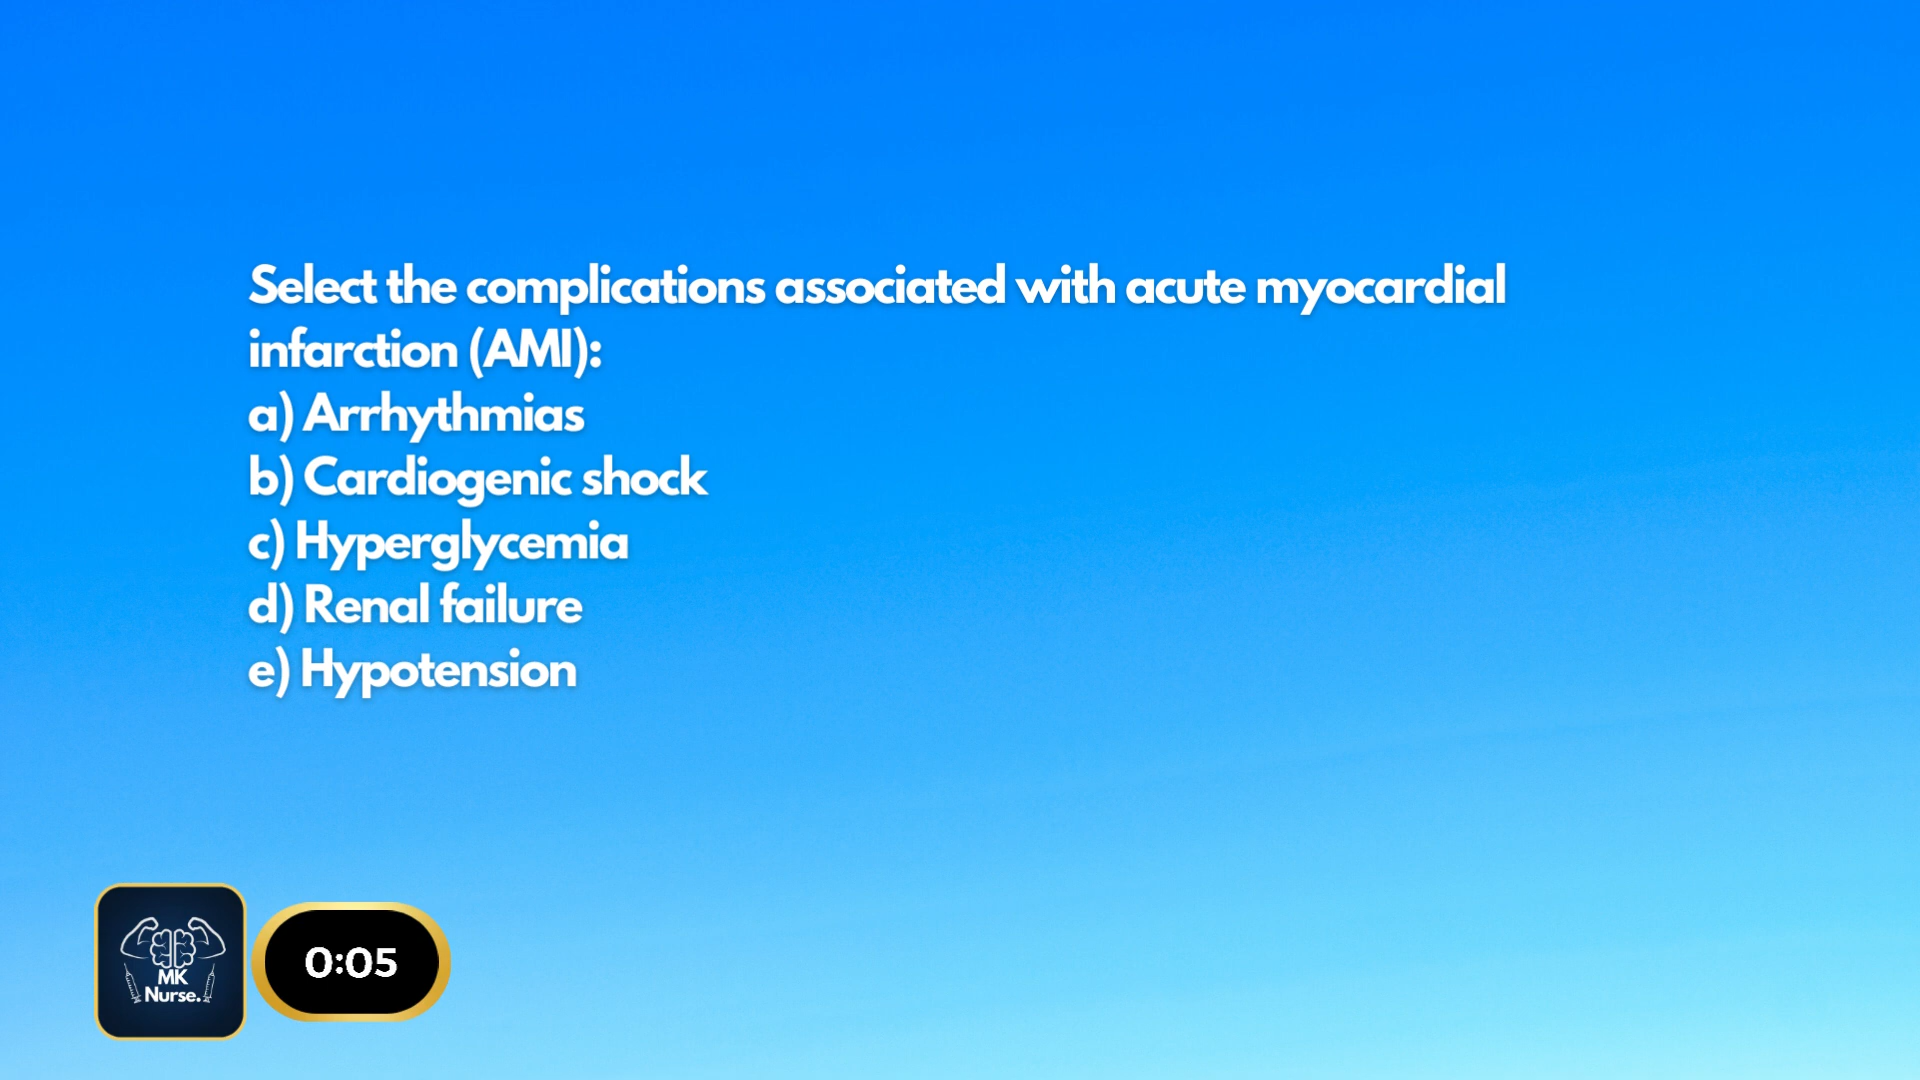 Select the complications associated with acute myocardial
infarction (AMI):
a) Arrhythmias
b) Cardiogenic shock
c) Hyperglycemia
d) Renal failure
e) Hypotension
MK
Nurse.
0:05